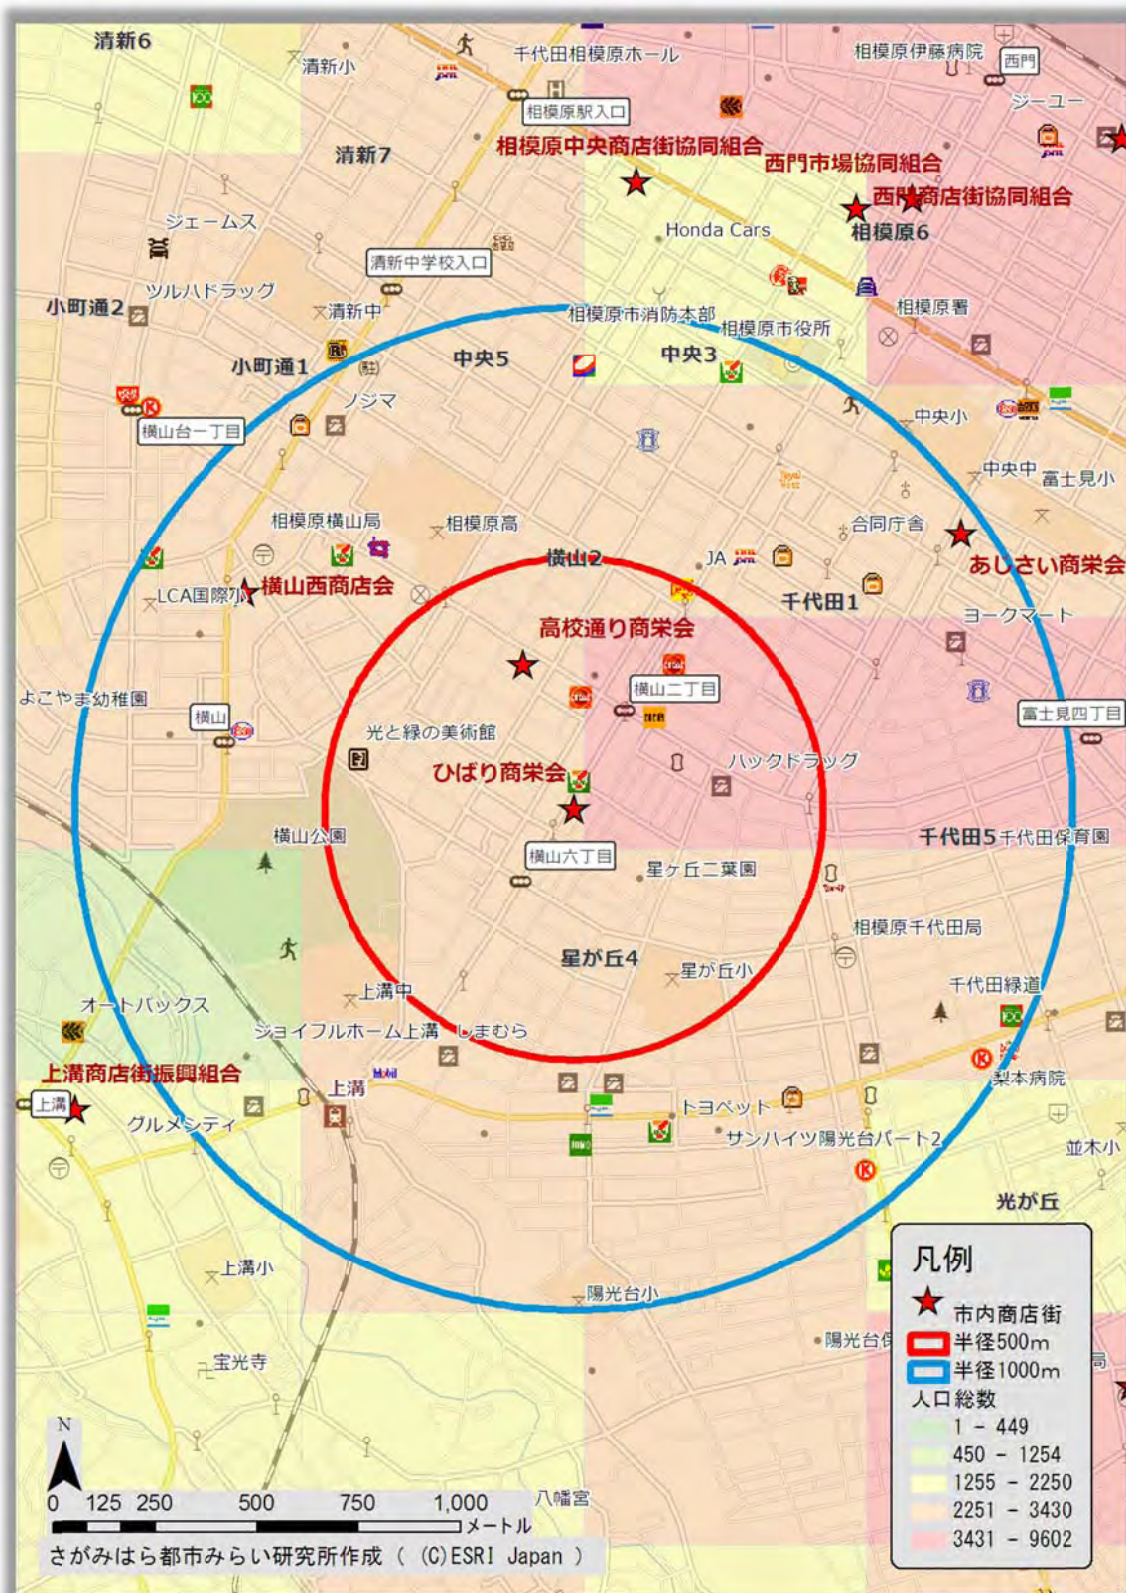 清新6
清新小
千代田相模原ホール
相模原伊藤病院
西門
ジーユー
相模原駅入口
清新7
相模原中央商店街協同組合
西門市場協同組合
西門商店街協同組合
ジェームス
Honda Cars
相模原6
清新中学校入口
小町通2
ツルハドラッグ
清新中
相模原市消防本部
相模原市役所
相模原署
小町通1
中央5
中央3
(駐)
ノジマ
横山台一丁目
中央小
中央中
富士見小
相模原横山局
相模原高
合同庁舎
横山2
JA
あじさい商栄会
LCA国際小
横山西商店会
千代田1
高校通り商栄会
ヨークマート
よこやま幼稚園
横山
横山二丁目
富士見四丁目
光と緑の美術館
ひばり商栄会
ハックドラッグ
横山公園
横山六丁目
千代田5
千代田保育園
星ヶ丘二葉園
相模原千代田局
星が丘4
星が丘小
上溝中
千代田緑道
オートバックス
ジョイフルホーム上溝
しまむら
上溝商店街振興組合
上溝
Mobil
梨本病院
上溝
グルメシティ
トヨペット
サンハイツ陽光台パート2
並木小
光が丘
上溝小
陽光台小
宝光寺
陽光台保
局
凡例
市内商店街
半径500m
半径1000m
人口総数
1 - 449
450 - 1254
1255 - 2250
2251 - 3430
3431 - 9602
N
0 125 250 500 750 1,000
メートル
八幡宮
さがみはら都市みらい研究所作成 ( (C)ESRI Japan )